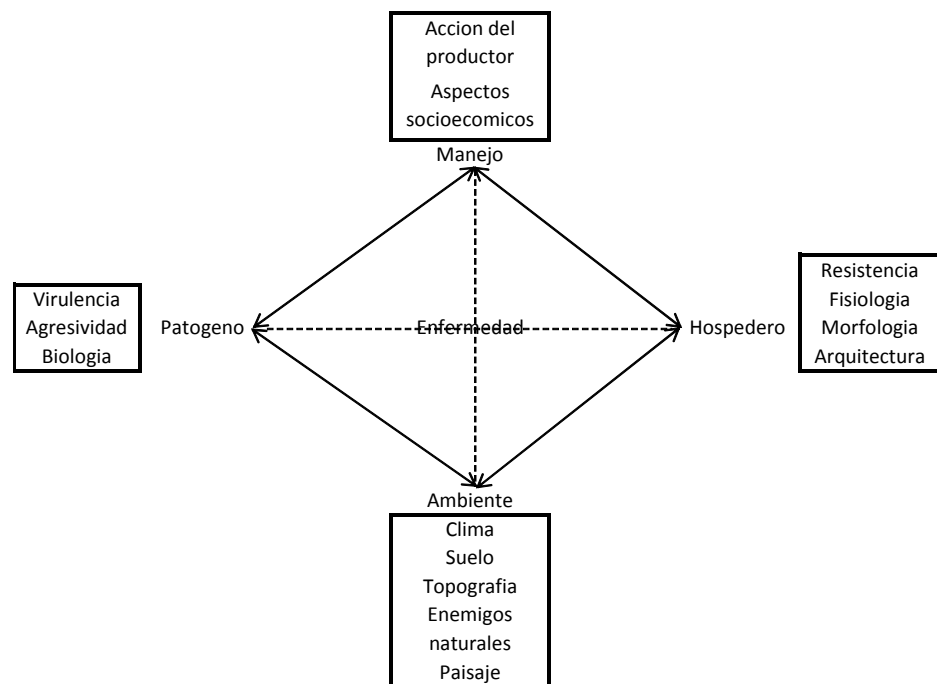 Accion del
productor
Aspectos
socioecomicos
Manejo
Virulencia
Agresividad
Biologia
Patogeno
Enfermedad
Hospedero
Resistencia
Fisiologia
Morfologia
Arquitectura
Ambiente
Clima
Suelo
Topografia
Enemigos
naturales
Paisaje